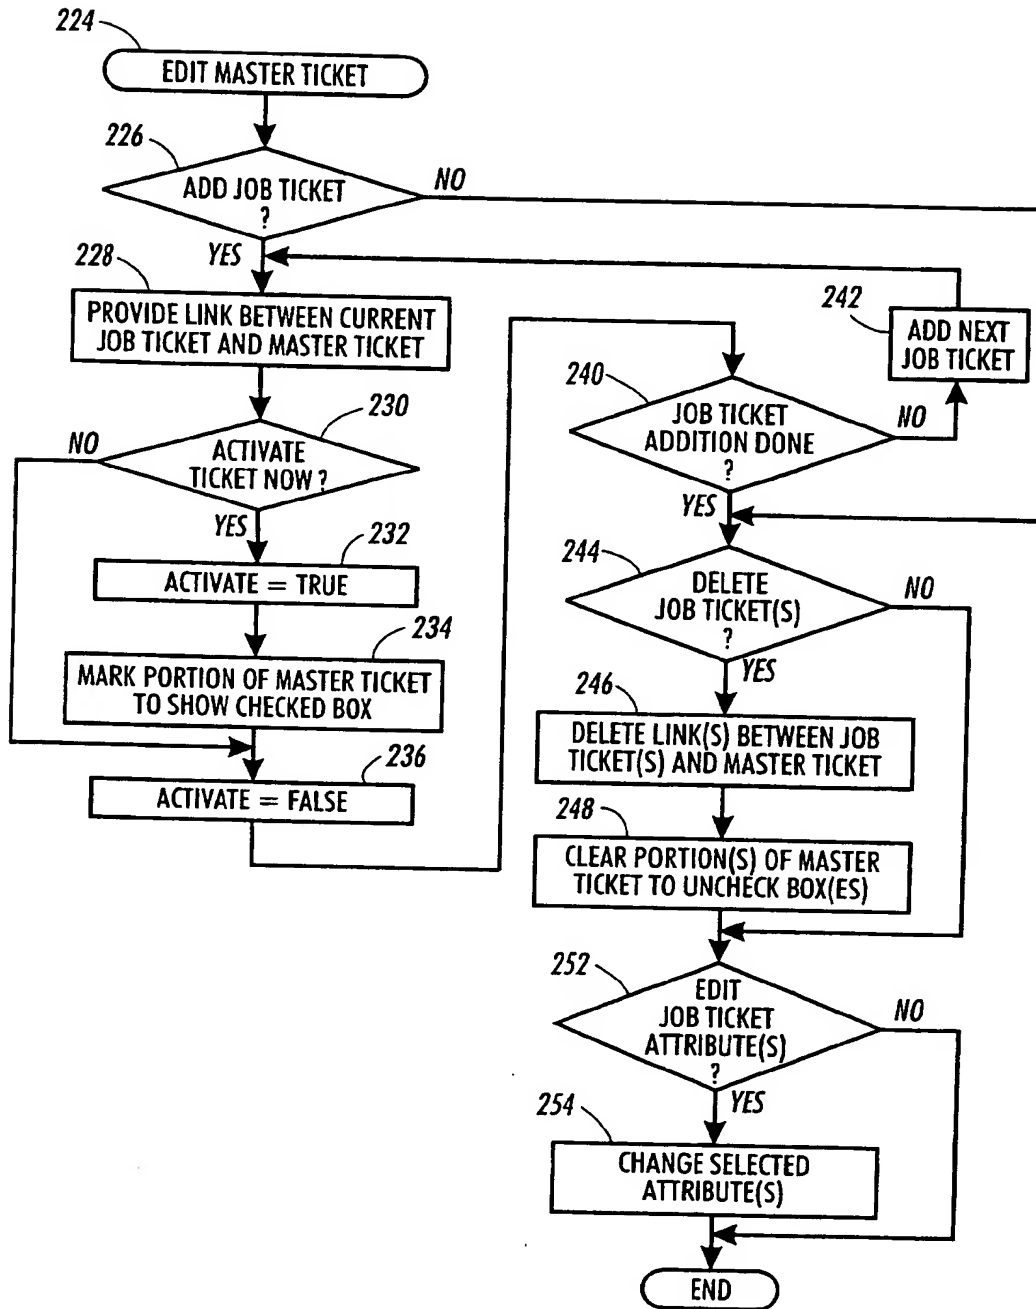 224
EDIT MASTER TICKET
226
ADD JOB TICKET
?
NO
YES
228
PROVIDE LINK BETWEEN CURRENT
JOB TICKET AND MASTER TICKET
230
NO
ACTIVATE
TICKET NOW ?
YES
232
ACTIVATE = TRUE
234
MARK PORTION OF MASTER TICKET
TO SHOW CHECKED BOX
236
ACTIVATE = FALSE
242
ADD NEXT
JOB TICKET
240
JOB TICKET
ADDITION DONE
?
NO
YES
244
DELETE
JOB TICKET(S)
?
NO
YES
246
DELETE LINK(S) BETWEEN JOB
TICKET(S) AND MASTER TICKET
248
CLEAR PORTION(S) OF MASTER
TICKET TO UNCHECK BOX(ES)
252
EDIT
JOB TICKET
ATTRIBUTE(S)
?
NO
YES
254
CHANGE SELECTED
ATTRIBUTE(S)
END